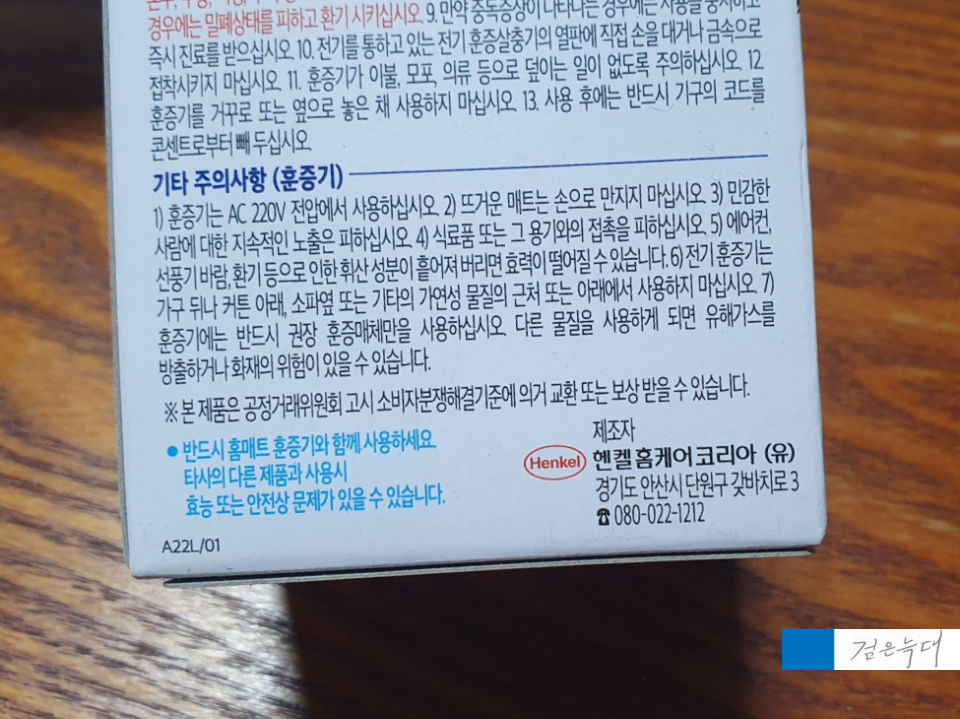 경우에는 밀폐상태를 피하고 환기 시키십시오. 9. 만약 중독증상이 나타나는 경우에는 사용을 중지하고
즉시 진료를 받으십시오. 10. 전기를 통하고 있는 전기 훈증살충기의 열판에 직접 손을 대거나 금속으로
접착시키지 마십시오. 11. 훈증기가 이불, 모포, 의류 등으로 덮이는 일이 없도록 주의하십시오. 12.
훈증기를 거꾸로 또는 옆으로 놓은 채 사용하지 마십시오. 13. 사용 후에는 반드시 기구의 코드를
콘센트로부터 빼 두십시오.
기타 주의사항 (훈증기)
1) 훈증기는 AC 220V 전압에서 사용하십시오. 2) 뜨거운 매트는 손으로 만지지 마십시오. 3) 민감한
사람에 대한 지속적인 노출은 피하십시오. 4) 식료품 또는 그 용기와의 접촉을 피하십시오. 5) 에어컨,
선풍기 바람, 환기 등으로 인한 휘산 성분이 흩어져 버리면 효력이 떨어질 수 있습니다. 6) 전기 훈증기는
가구 뒤나 커튼 아래, 소파옆 또는 기타의 가연성 물질의 근처 또는 아래에서 사용하지 마십시오. 7)
훈증기에는 반드시 권장 훈증매체만을 사용하십시오. 다른 물질을 사용하게 되면 유해가스를
방출하거나 화재의 위험이 있을 수 있습니다.
※ 본 제품은 공정거래위원회 고시 소비자분쟁해결기준에 의거 교환 또는 보상 받을 수 있습니다.
• 반드시 홈매트 훈증기와 함께 사용하세요.
타사의 다른 제품과 사용시
효능 또는 안전상 문제가 있을 수 있습니다.
제조자
Henkel 헨켈홈케어코리아 (유)
경기도 안산시 단원구 갖바치로 3
☎ 080-022-1212
A22L/01
검은늑대